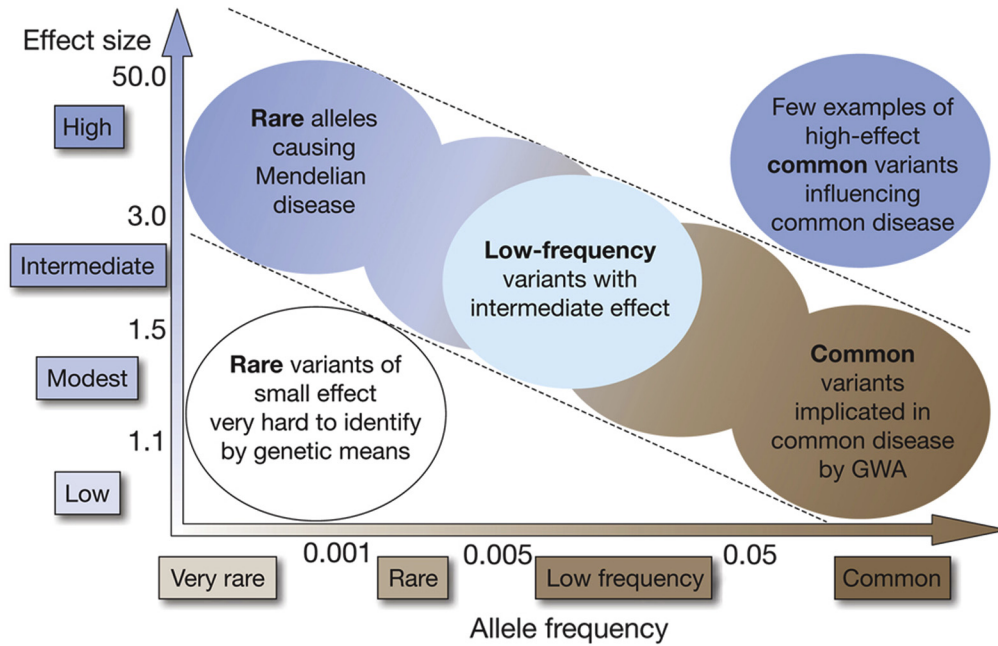 Effect size
50.0
High
3.0
Intermediate
1.5
Modest
1.1
Low
Rare alleles
causing
Mendelian
disease
Few examples of
high-effect
common variants
influencing
common disease
Low-frequency
variants with
intermediate effect
Rare variants of
small effect
very hard to identify
by genetic means
Common
variants
implicated in
common disease
by GWA
0.001
0.005
0.05
Very rare
Rare
Low frequency
Common
Allele frequency